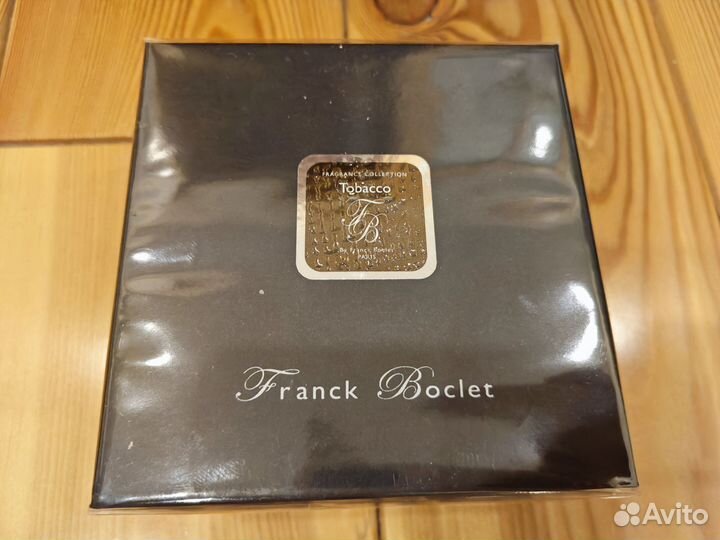 FRAGRANCE COLLECTION
Tobacco
FB
By Franck Boclet
PARIS
Franck Boclet
Avito